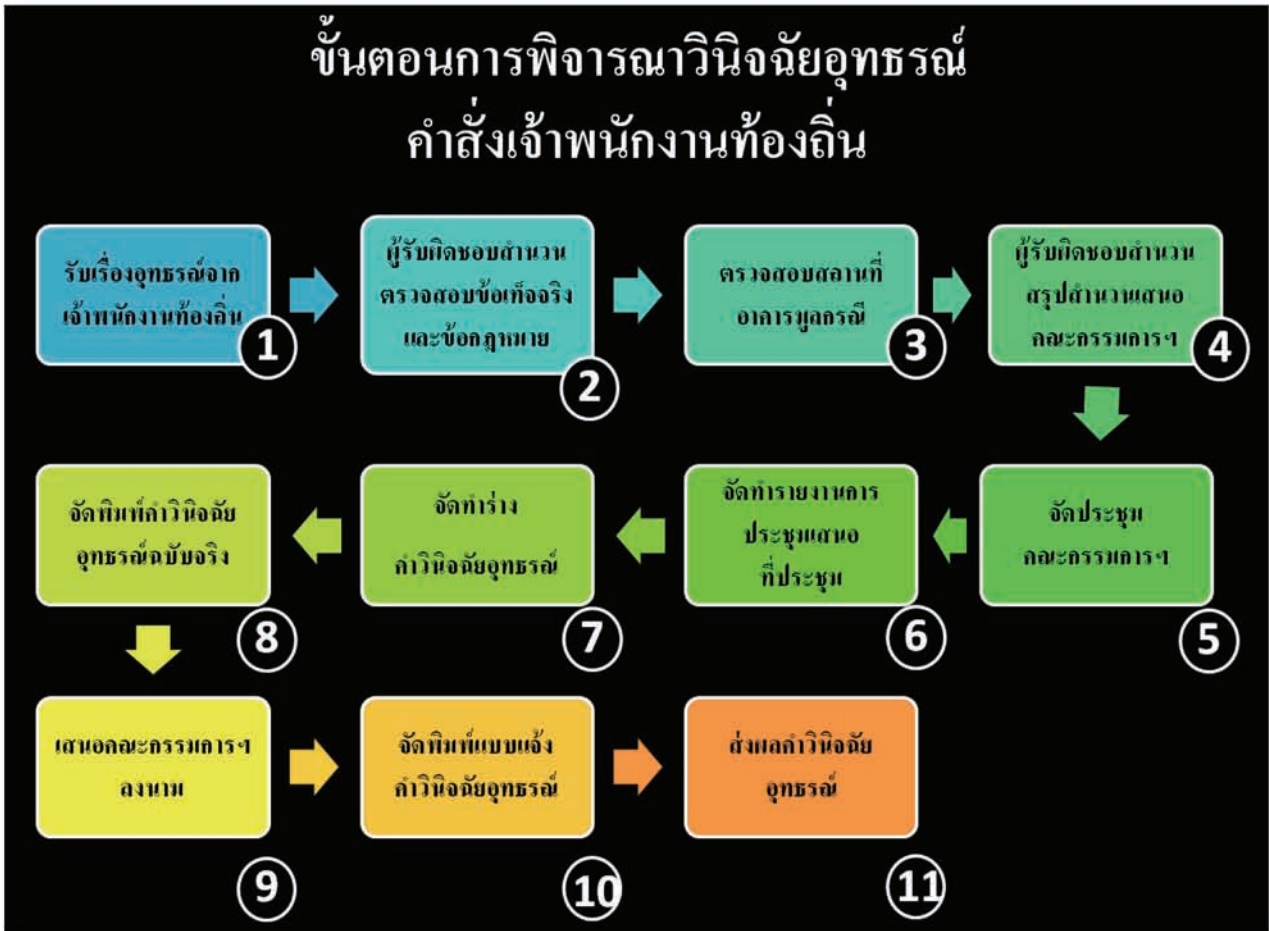 ขั้นตอนการพิจารณาวินิจฉัยอุทธรณ์
คำสั่งเจ้าพนักงานท้องถิ่น
รับเรื่องอุทธรณ์จาก
เจ้าพนักงานท้องถิ่น
1
ผู้รับผิดชอบสำนวน
ตรวจสอบข้อเท็จจริง
และข้อกฎหมาย
2
ตรวจสอบสถานที่
อาคารมูลกรณี
3
ผู้รับผิดชอบสำนวน
สรุปสำนวนเสนอ
คณะกรรมการฯ
4
จัดประชุม
คณะกรรมการฯ
5
จัดทำรายงานการ
ประชุมเสนอ
ที่ประชุม
6
จัดทำร่าง
คำวินิจฉัยอุทธรณ์
7
จัดพิมพ์คำวินิจฉัย
อุทธรณ์ฉบับจริง
8
เสนอคณะกรรมการฯ
ลงนาม
9
จัดพิมพ์แบบแจ้ง
คำวินิจฉัยอุทธรณ์
10
ส่งผลคำวินิจฉัย
อุทธรณ์
11